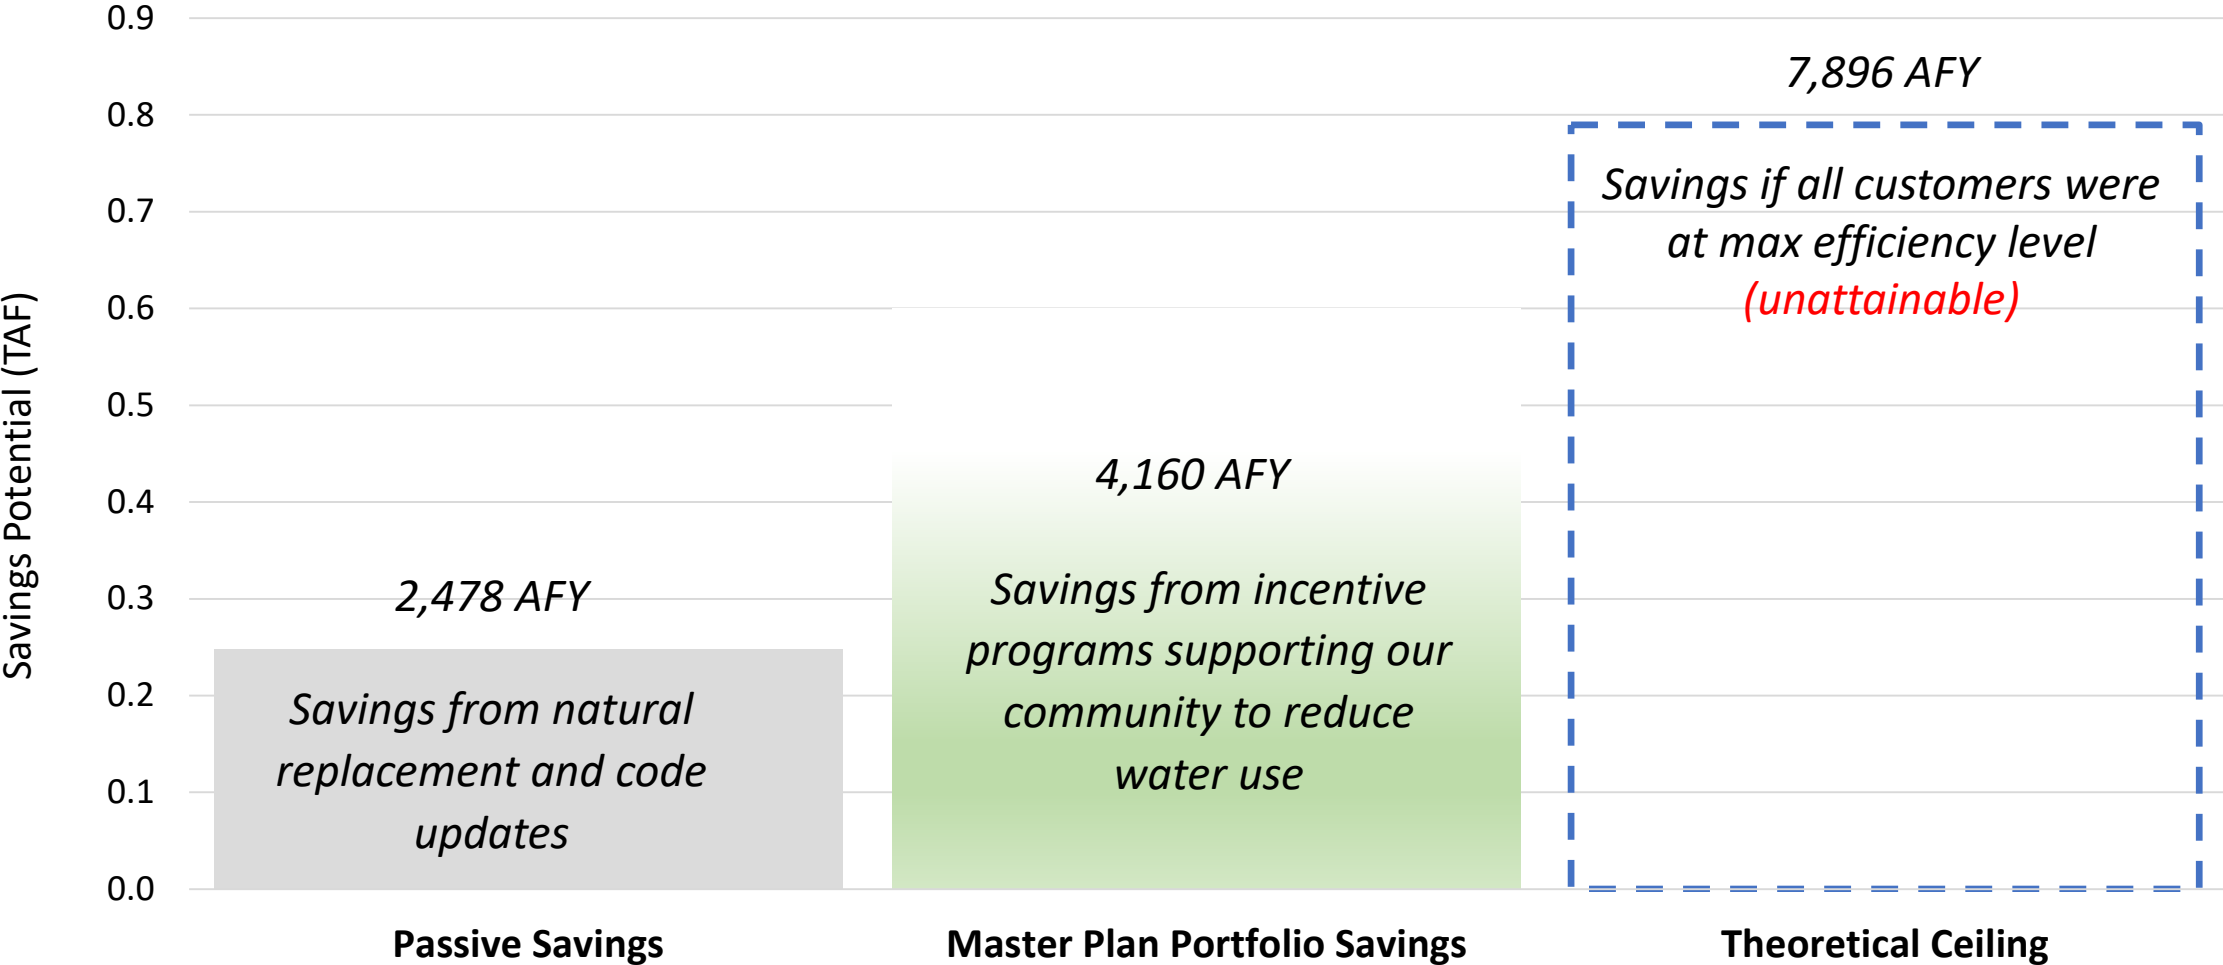 Savings Potential (TAF)
0.9
0.8
0.7
0.6
0.5
0.4
0.3
0.2
0.1
0.0
2,478 AFY
Savings from natural
replacement and code
updates
4,160 AFY
Savings from incentive
programs supporting our
community to reduce
water use
7,896 AFY
Savings if all customers were
at max efficiency level
(unattainable)
Passive Savings
Master Plan Portfolio Savings
Theoretical Ceiling